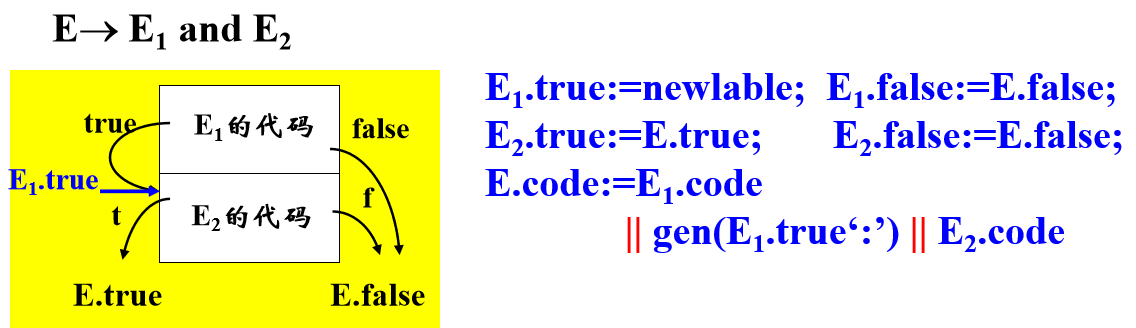 E→ E₁ and E₂
true
E₁的代码
false
E₁.true
t
E₂的代码
f
E.true
E.false
E₁.true:=newlable; E₁.false:=E.false;
E₂.true:=E.true; E₂.false:=E.false;
E.code:=E₁.code
|| gen(E₁.true‘:’) || E₂.code